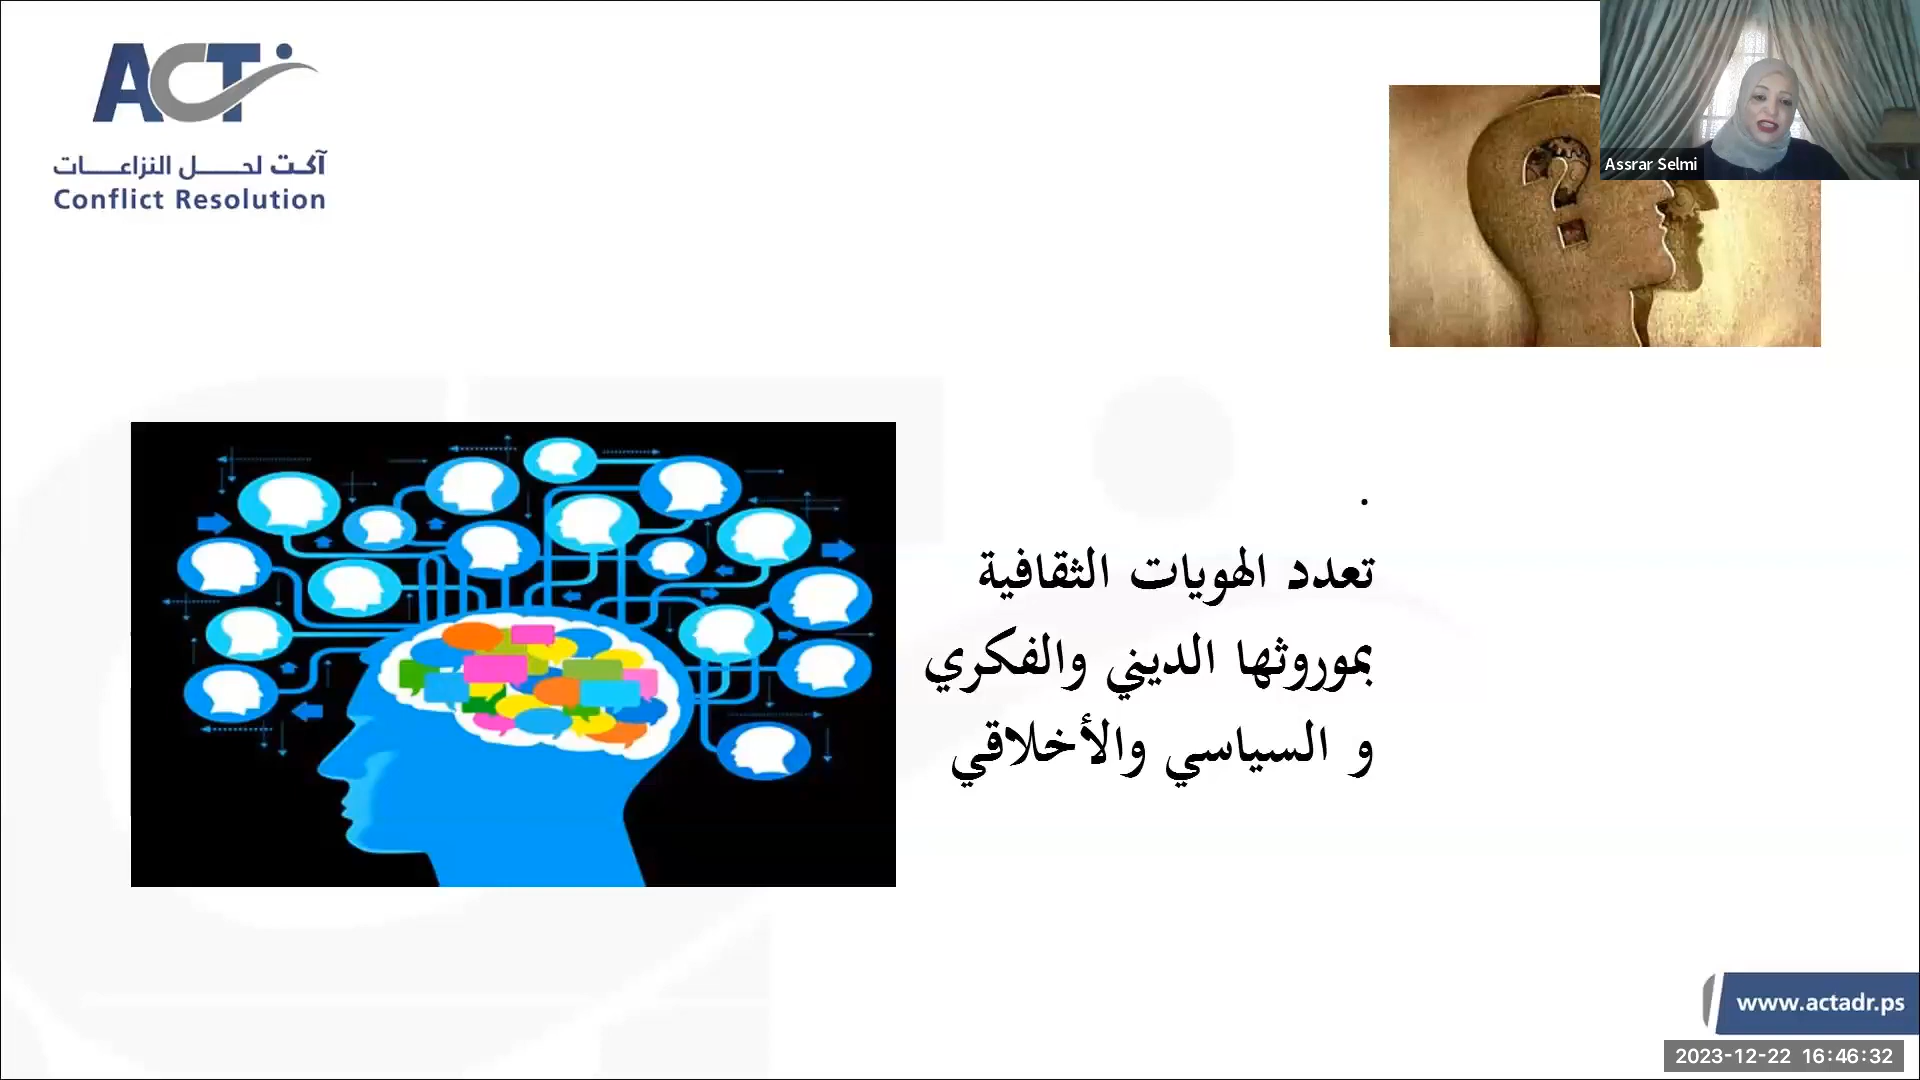 ACT
آكت لحل النزاعات
Conflict Resolution
Assrar Selmi
.
تعدد الهويات الثقافية
بموروثها الديني والفكري
و السياسي والأخلاقي
www.actadr.ps
2023-12-22 16:46:32